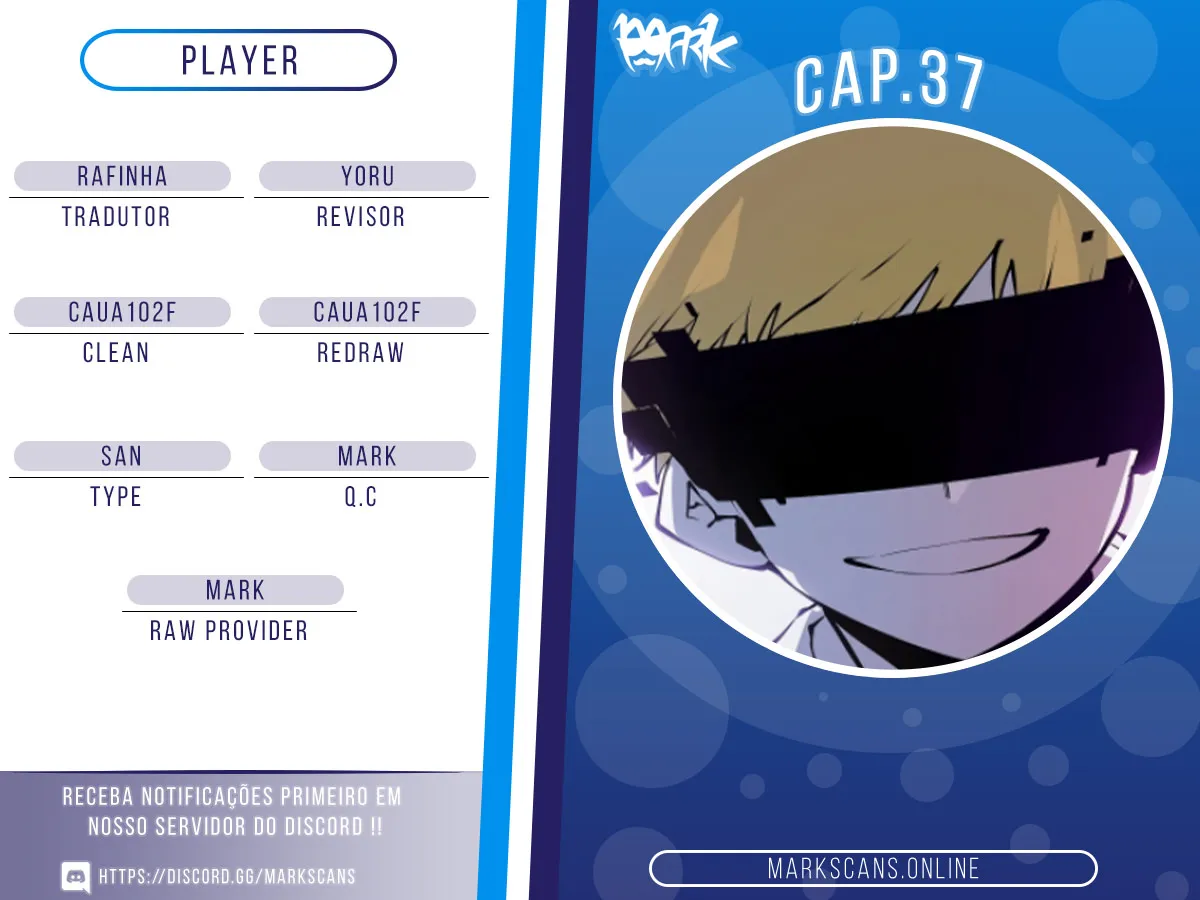 PLAYER
RAFINHA
TRADUTOR
YORU
REVISOR
CAUA102F
CLEAN
CAUA102F
REDRAW
SAN
TYPE
MARK
Q.C
MARK
RAW PROVIDER
RECEBA NOTIFICAÇÕES PRIMEIRO EM
NOSSO SERVIDOR DO DISCORD !!
HTTPS://DISCORD.GG/MARKSCANS
MARK
CAP.37
MARKSCANS.ONLINE